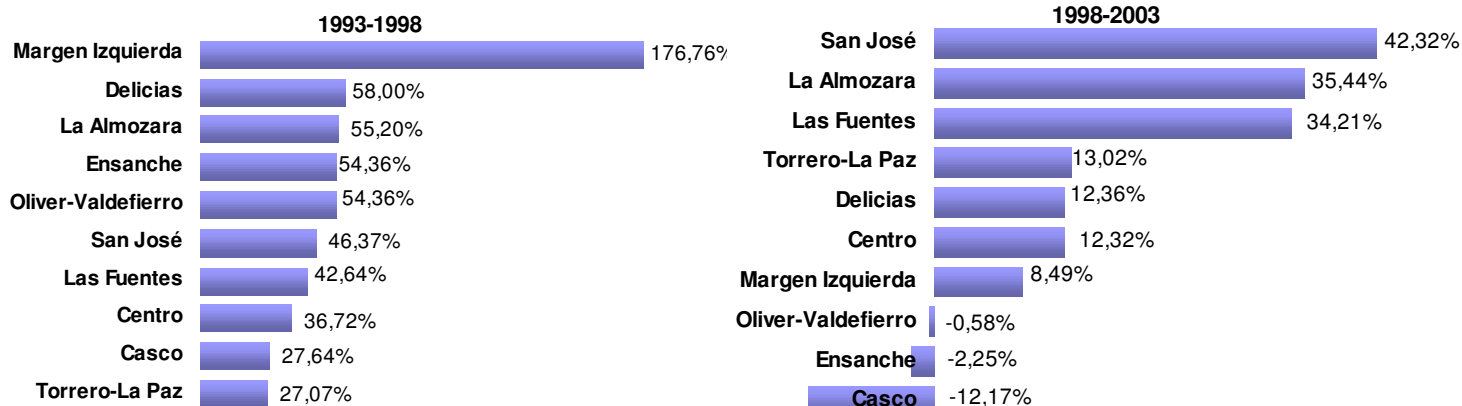 1993-1998
Margen Izquierda 176,76%
Delicias 58,00%
La Almozara 55,20%
Ensanche 54,36%
Oliver-Valdefierro 54,36%
San José 46,37%
Las Fuentes 42,64%
Centro 36,72%
Casco 27,64%
Torrero-La Paz 27,07%
1998-2003
San José 42,32%
La Almozara 35,44%
Las Fuentes 34,21%
Torrero-La Paz 13,02%
Delicias 12,36%
Centro 12,32%
Margen Izquierda 8,49%
Oliver-Valdefierro -0,58%
Ensanche -2,25%
Casco -12,17%